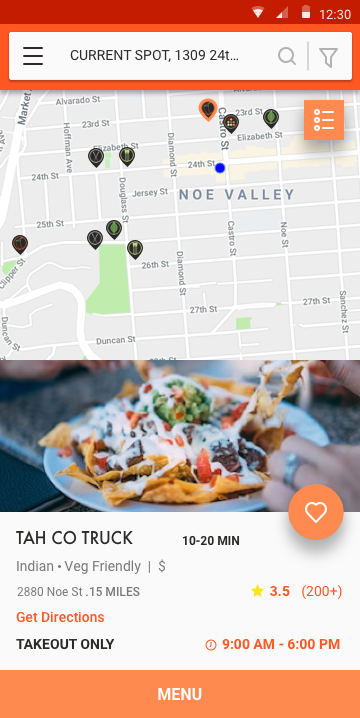 12:30
CURRENT SPOT, 1309 24t...
Market
Alvarado St
23rd St
Castro St
Elizabeth St
23rd St
Elizabeth St
Hoffman Ave
Diamond St
24th St
24th St
Douglass St
Jersey St
NOE VALLEY
25th St
Castro St
Noe St
Clipper St
26th St
Diamond St
27th St
27th St
Sanchez St
Duncan St
Duncan St
TAH CO TRUCK
10-20 MIN
Indian • Veg Friendly | $
2880 Noe St .15 MILES
3.5 (200+)
Get Directions
TAKEOUT ONLY
9:00 AM - 6:00 PM
MENU